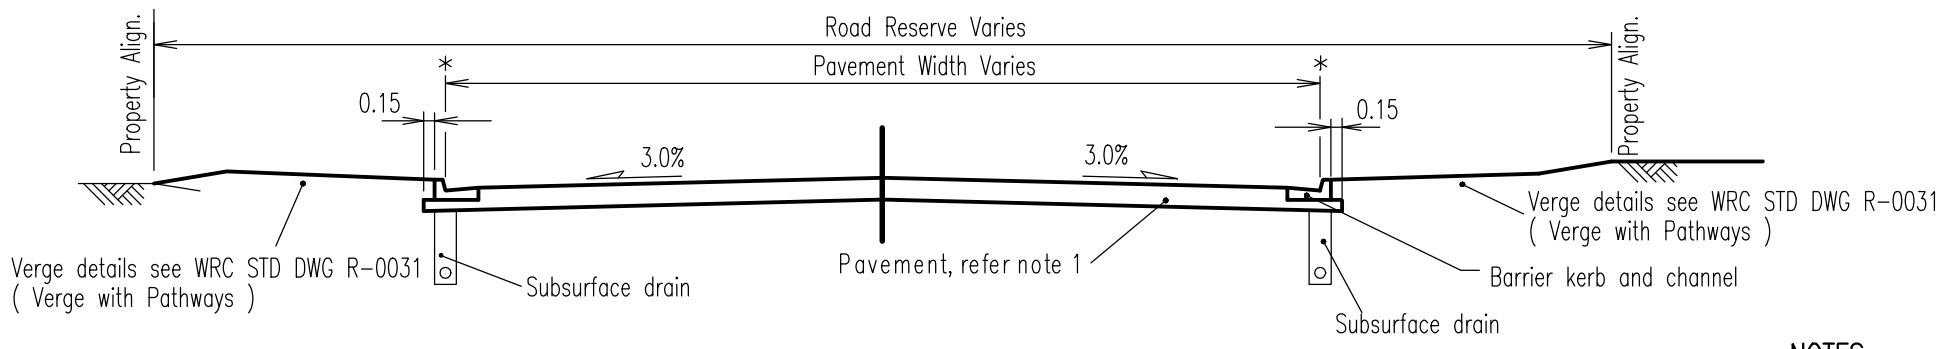 Property Align.
Road Reserve Varies
Property Align.
*
Pavement Width Varies
*
0.15
0.15
3.0%
3.0%
Verge details see WRC STD DWG R-0031
( Verge with Pathways )
Verge details see WRC STD DWG R-0031
( Verge with Pathways )
Subsurface drain
Pavement, refer note 1
Barrier kerb and channel
Subsurface drain
NOTES